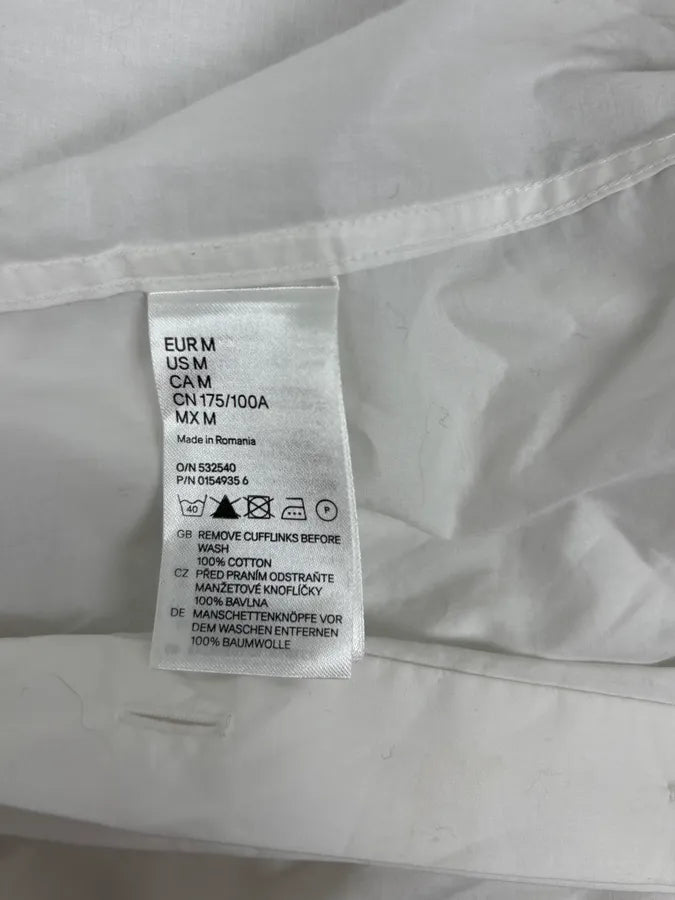 EUR M
US M
CA M
CN 175/100A
MX M
Made in Romania
O/N 532540
P/N 0154935 6
40 P
GB REMOVE CUFFLINKS BEFORE
WASH
100% COTTON
CZ PŘED PRANÍM ODSTRAŇTE
MANŽETOVÉ KNOFLÍČKY
100% BAVLNA
DE MANSCHETTENKNÖPFE VOR
DEM WASCHEN ENTFERNEN
100% BAUMWOLLE